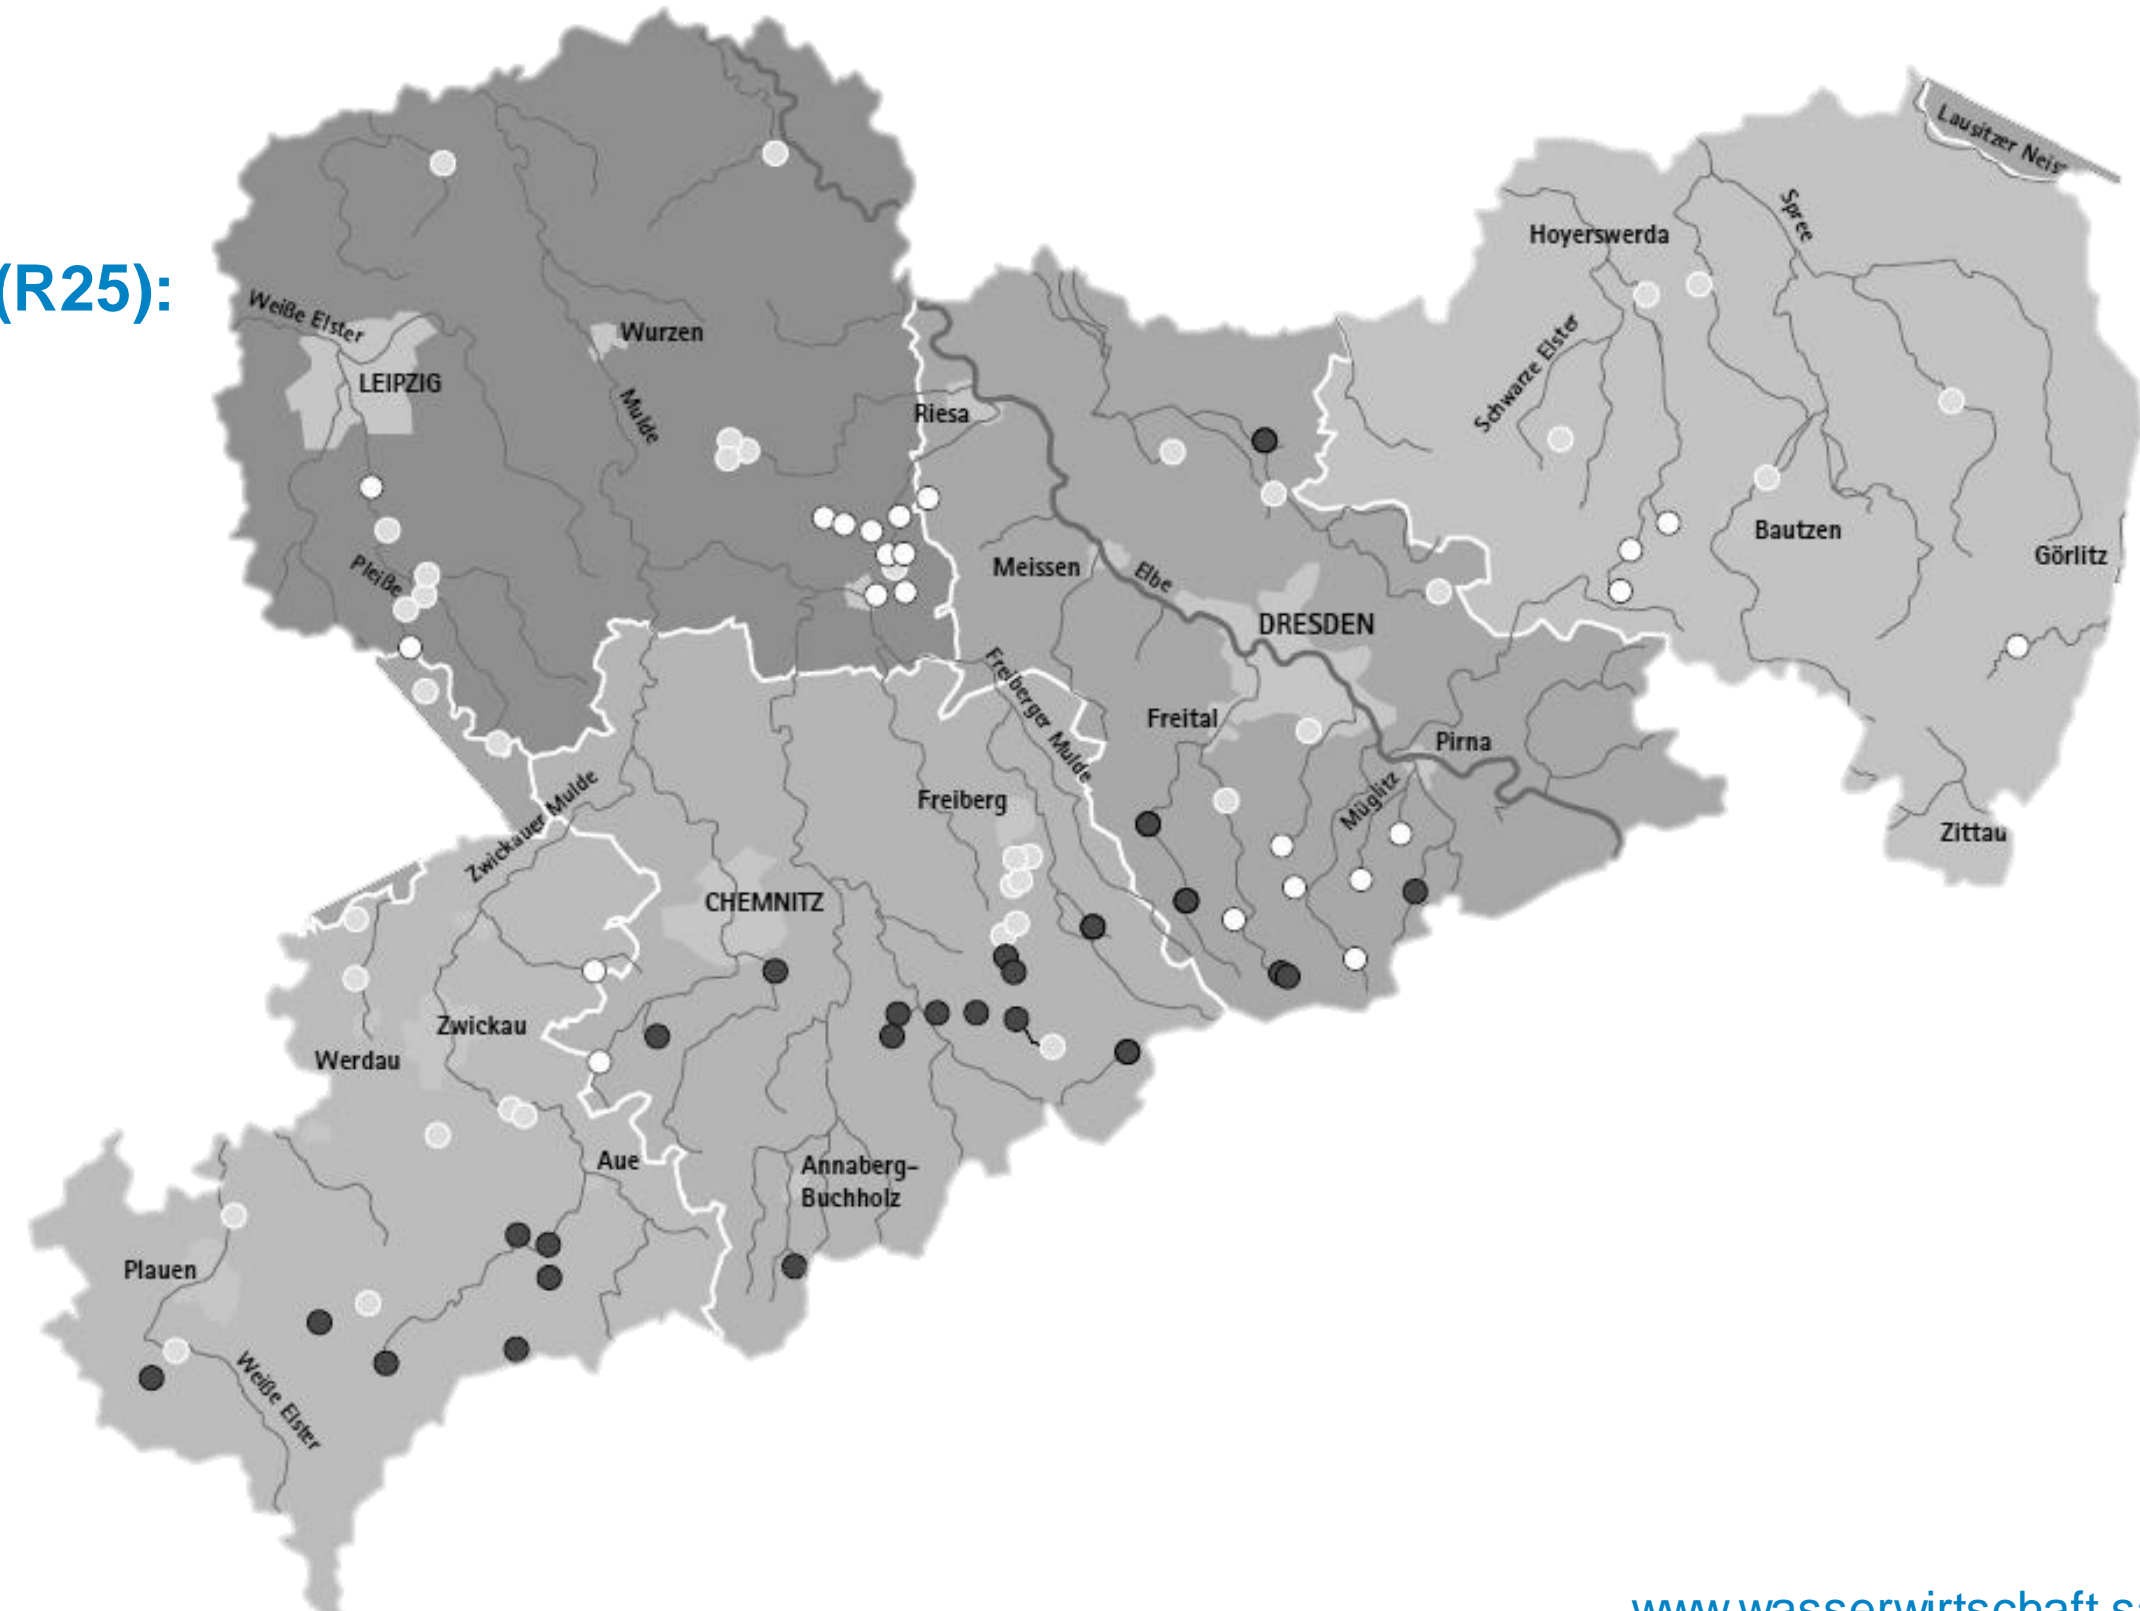 (R25):
Lausitzer Neis
Spree
Hoyerswerda
Weiße Elster
Wurzen
LEIPZIG
Mulde
Riesa
Schwarze Elster
Bautzen
Görlitz
Meissen
Elbe
Pleiße
DRESDEN
Freiberger Mulde
Freital
Pirna
Müglitz
Zwickauer Mulde
Freiberg
Zittau
CHEMNITZ
Zwickau
Werdau
Aue
Annaberg-
Buchholz
Plauen
Weiße Elster